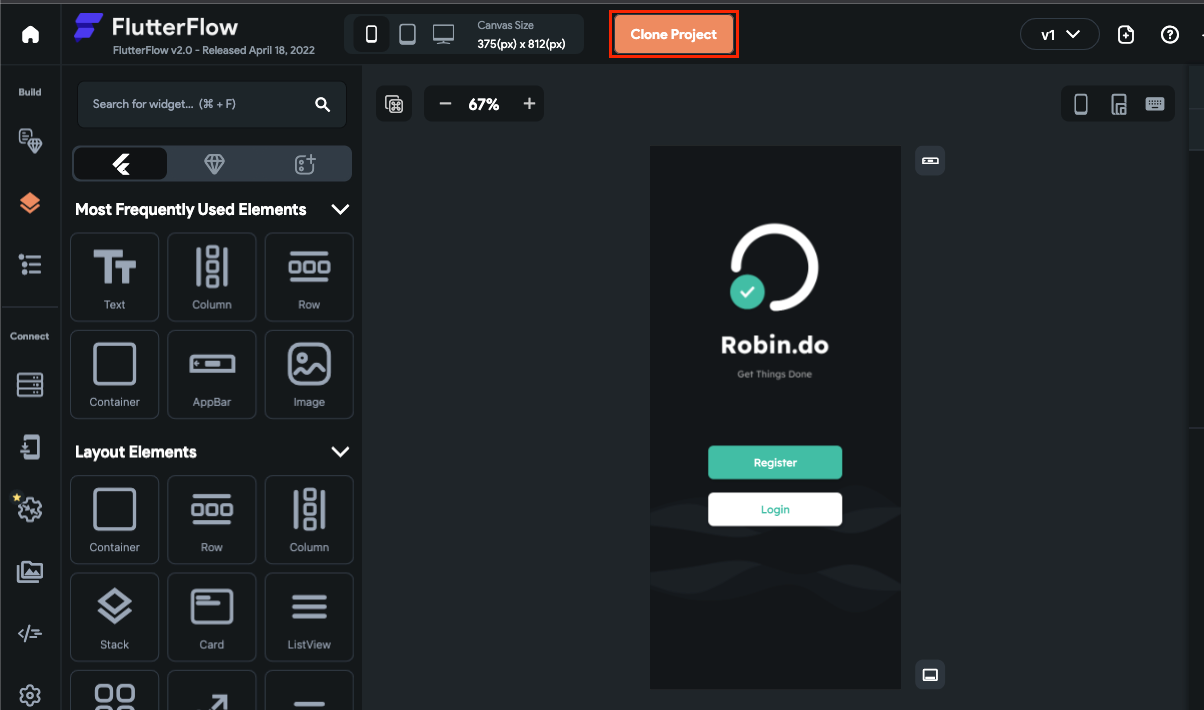 FlutterFlow
FlutterFlow v2.0 - Released April 18, 2022
Canvas Size
375(px) x 812(px)
Clone Project
v1
Build
Search for widget... (⌘ + F)
67%
Most Frequently Used Elements
Text
Column
Row
Container
AppBar
Image
Connect
Layout Elements
Container
Row
Column
Stack
Card
ListView
Robin.do
Get Things Done
Register
Login